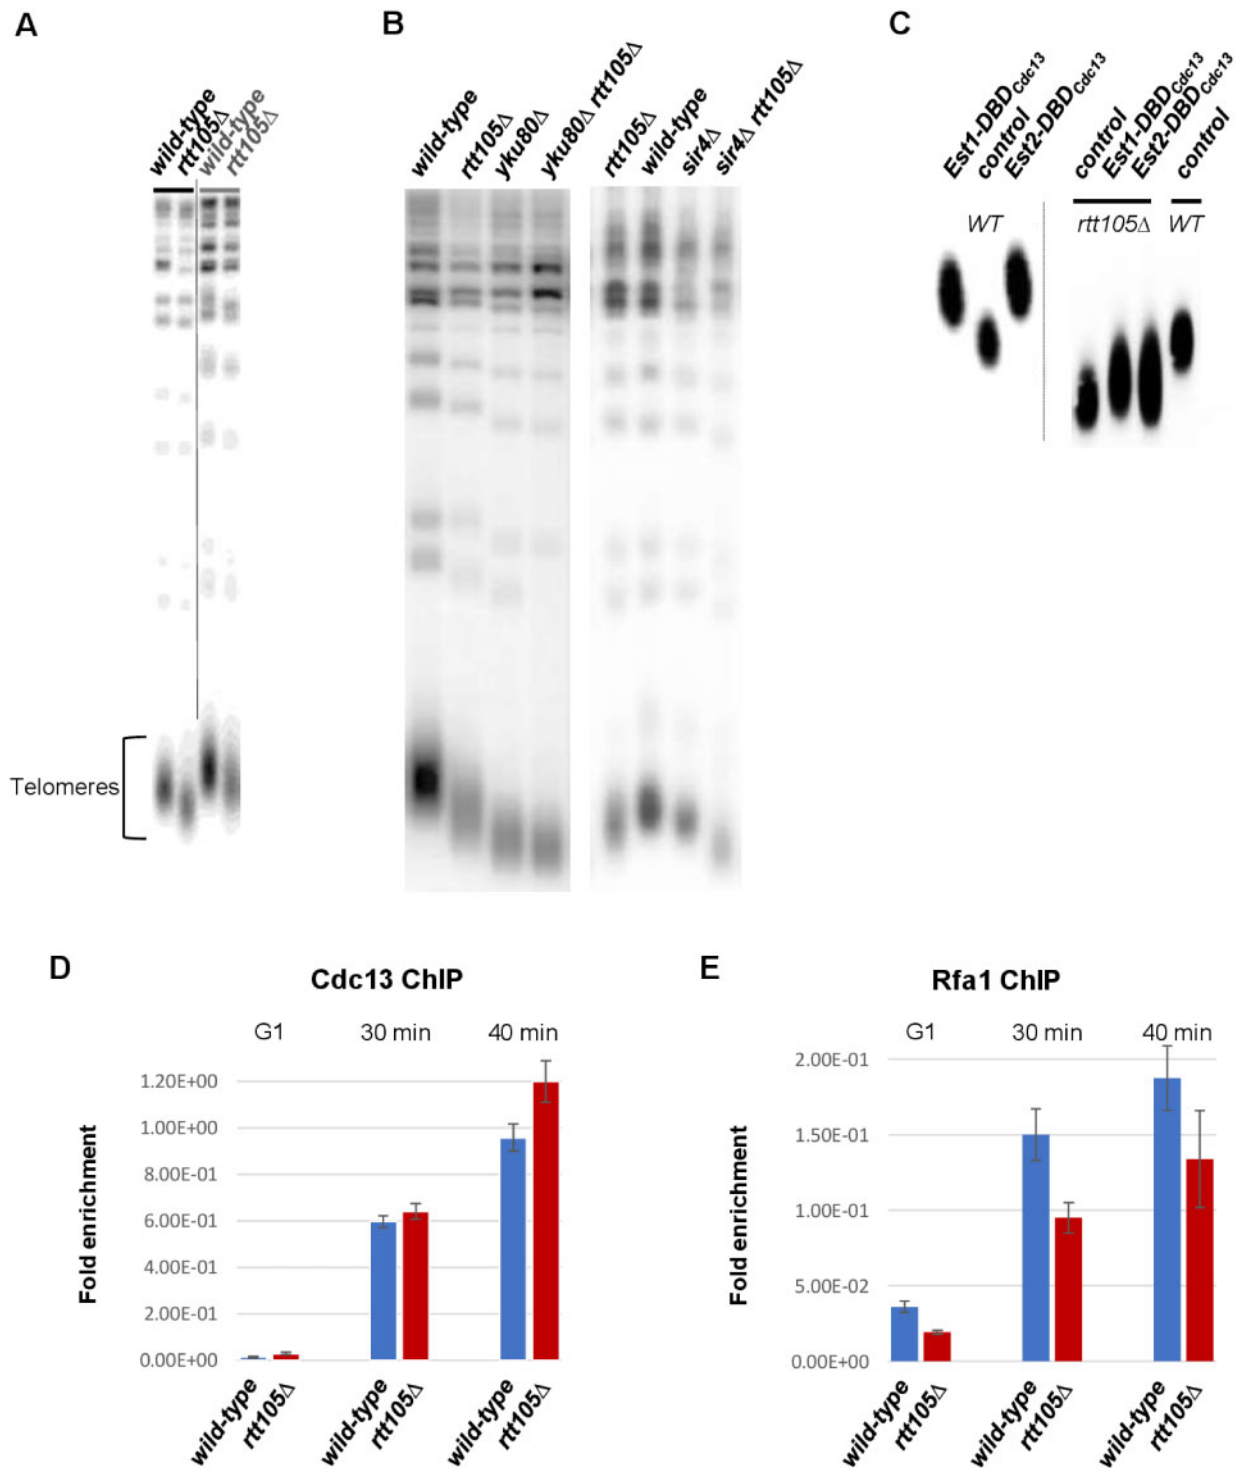 A
wild-type
rtt105Δ
wild-type
rtt105Δ
Telomeres
B
wild-type
rtt105Δ
yku80Δ
yku80Δ rtt105Δ
rtt105Δ
wild-type
sir4Δ
sir4Δ rtt105Δ
C
Est1-DBDCdc13
control
Est2-DBDCdc13
control
Est1-DBDCdc13
Est2-DBDCdc13
control
WT
rtt105Δ WT
D
Cdc13 ChIP
G1 30 min 40 min
Fold enrichment
1.20E+00
1.00E+00
8.00E-01
6.00E-01
4.00E-01
2.00E-01
0.00E+00
wild-type
rtt105Δ
wild-type
rtt105Δ
wild-type
rtt105Δ
E
Rfa1 ChIP
G1 30 min 40 min
Fold enrichment
2.00E-01
1.50E-01
1.00E-01
5.00E-02
0.00E+00
wild-type
rtt105Δ
wild-type
rtt105Δ
wild-type
rtt105Δ